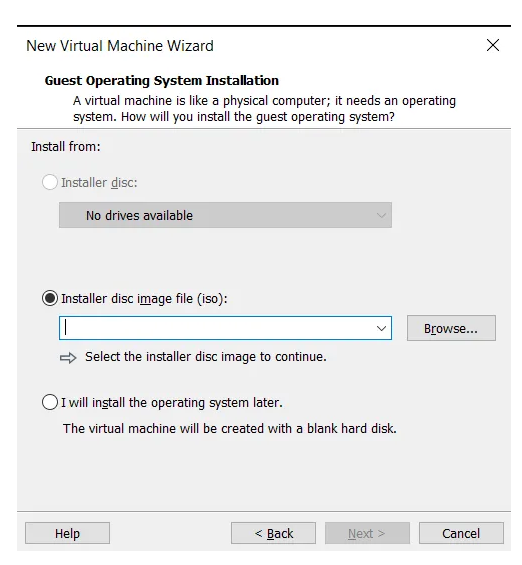 New Virtual Machine Wizard
Guest Operating System Installation
A virtual machine is like a physical computer; it needs an operating
system. How will you install the guest operating system?
Install from:
Installer disc:
No drives available
Installer disc image file (iso):
Browse...
Select the installer disc image to continue.
I will install the operating system later.
The virtual machine will be created with a blank hard disk.
Help
< Back
Next >
Cancel